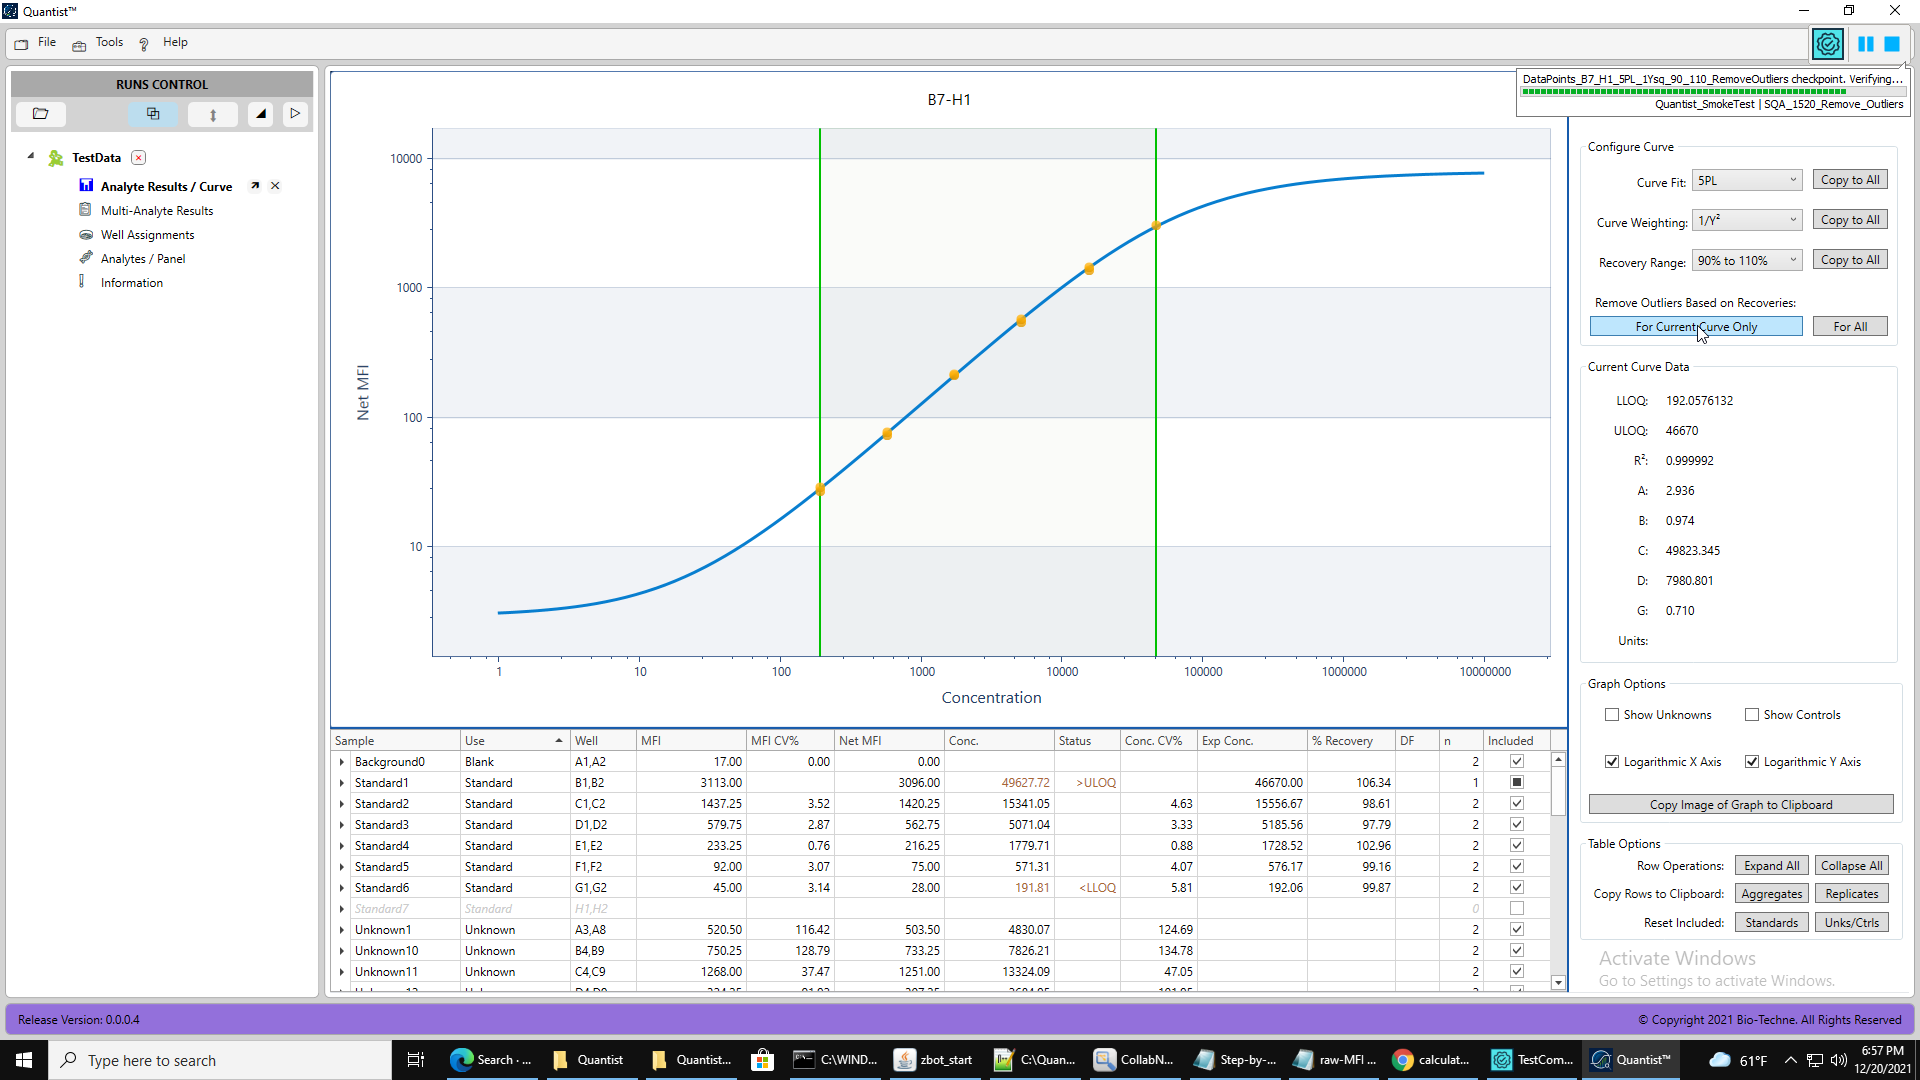 Quantist™
File Tools Help
DataPoints_B7_H1_5PL_1Ysq_90_110_RemoveOutliers checkpoint. Verifying...
Quantist_SmokeTest | SQA_1520_Remove_Outliers
RUNS CONTROL
TestData
Analyte Results / Curve
Multi-Analyte Results
Well Assignments
Analytes / Panel
Information
B7-H1
10000
1000
100
10
Net MFI
1 10 100 1000 10000 100000 1000000 10000000
Concentration
Configure Curve
Curve Fit: 5PL Copy to All
Curve Weighting: 1/Y² Copy to All
Recovery Range: 90% to 110% Copy to All
Remove Outliers Based on Recoveries:
For Current Curve Only For All
Current Curve Data
LLOQ: 192.0576132
ULOQ: 46670
R²: 0.999992
A: 2.936
B: 0.974
C: 49823.345
D: 7980.801
G: 0.710
Units:
Graph Options
Show Unknowns Show Controls
Logarithmic X Axis Logarithmic Y Axis
Copy Image of Graph to Clipboard
Table Options
Row Operations: Expand All Collapse All
Copy Rows to Clipboard: Aggregates Replicates
Reset Included: Standards Unks/Ctrls
Sample Use Well MFI MFI CV% Net MFI Conc. Status Conc. CV% Exp Conc. % Recovery DF n Included
Background0 Blank A1,A2 17.00 0.00 0.00 2
Standard1 Standard B1,B2 3113.00 3096.00 49627.72 >ULOQ 46670.00 106.34 1
Standard2 Standard C1,C2 1437.25 3.52 1420.25 15341.05 4.63 15556.67 98.61 2
Standard3 Standard D1,D2 579.75 2.87 562.75 5071.04 3.33 5185.56 97.79 2
Standard4 Standard E1,E2 233.25 0.76 216.25 1779.71 0.88 1728.52 102.96 2
Standard5 Standard F1,F2 92.00 3.07 75.00 571.31 4.07 576.17 99.16 2
Standard6 Standard G1,G2 45.00 3.14 28.00 191.81 <LLOQ 5.81 192.06 99.87 2
Standard7 Standard H1,H2 0
Unknown1 Unknown A3,A8 520.50 116.42 503.50 4830.07 124.69 2
Unknown10 Unknown B4,B9 750.25 128.79 733.25 7826.21 134.78 2
Unknown11 Unknown C4,C9 1268.00 37.47 1251.00 13324.09 47.05 2
Activate Windows
Go to Settings to activate Windows.
Release Version: 0.0.0.4
© Copyright 2021 Bio-Techne. All Rights Reserved
Type here to search
Search · ... Quantist Quantist... C:\WIND... zbot_start C:\Quan... CollabN... Step-by-... raw-MFI ... calculat... TestCom... Quantist™
61°F
6:57 PM
12/20/2021